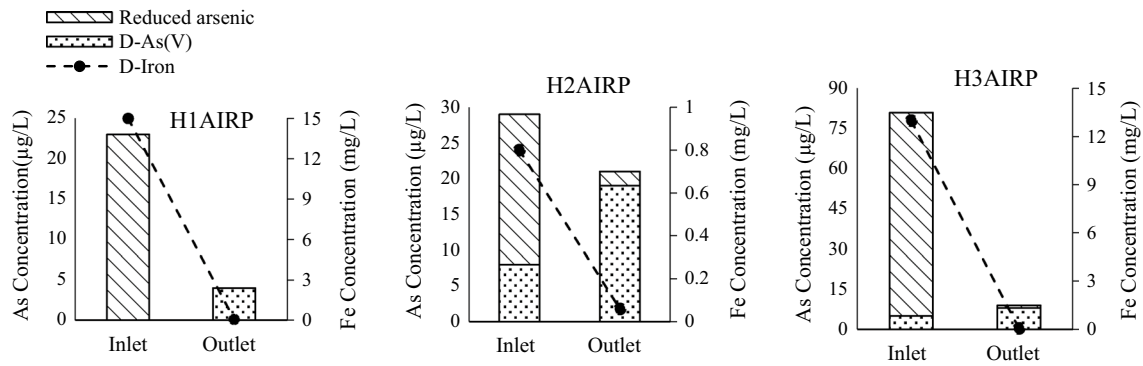 Reduced arsenic
D-As(V)
D-Iron
H1AIRP
As Concentration(µg/L)
25
20
15
10
5
0
15
12
9
6
3
0
Fe Concentration (mg/L)
Inlet Outlet
H2AIRP
As Concentration (µg/L)
30
25
20
15
10
5
0
1
0.8
0.6
0.4
0.2
0
Fe Concentration (mg/L)
Inlet Outlet
H3AIRP
As Concentration (µg/L)
90
75
60
45
30
15
0
15
12
9
6
3
0
Fe Concentration (mg/L)
Inlet Outlet